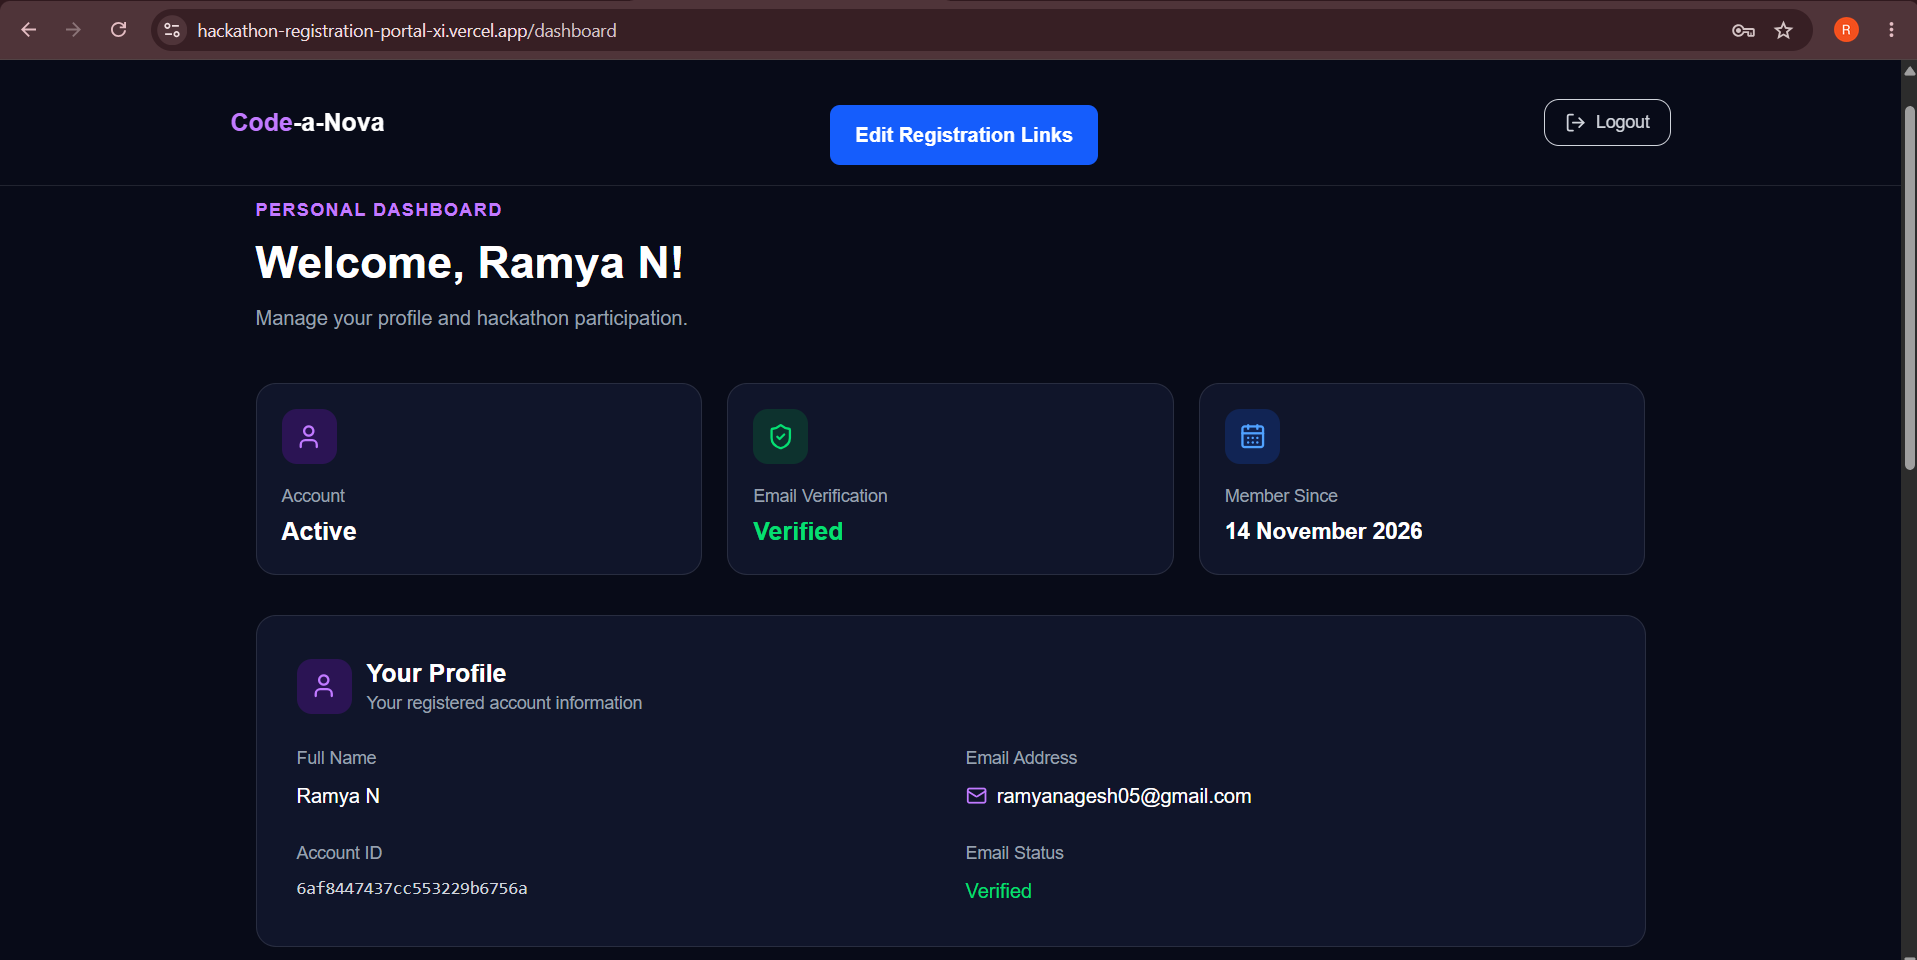 hackathon-registration-portal-xi.vercel.app/dashboard
R
Code-a-Nova
Edit Registration Links
Logout
PERSONAL DASHBOARD
Welcome, Ramya N!
Manage your profile and hackathon participation.
Account
Active
Email Verification
Verified
Member Since
14 November 2026
Your Profile
Your registered account information
Full Name
Ramya N
Email Address
ramyanagesh05@gmail.com
Account ID
6af8447437cc553229b6756a
Email Status
Verified